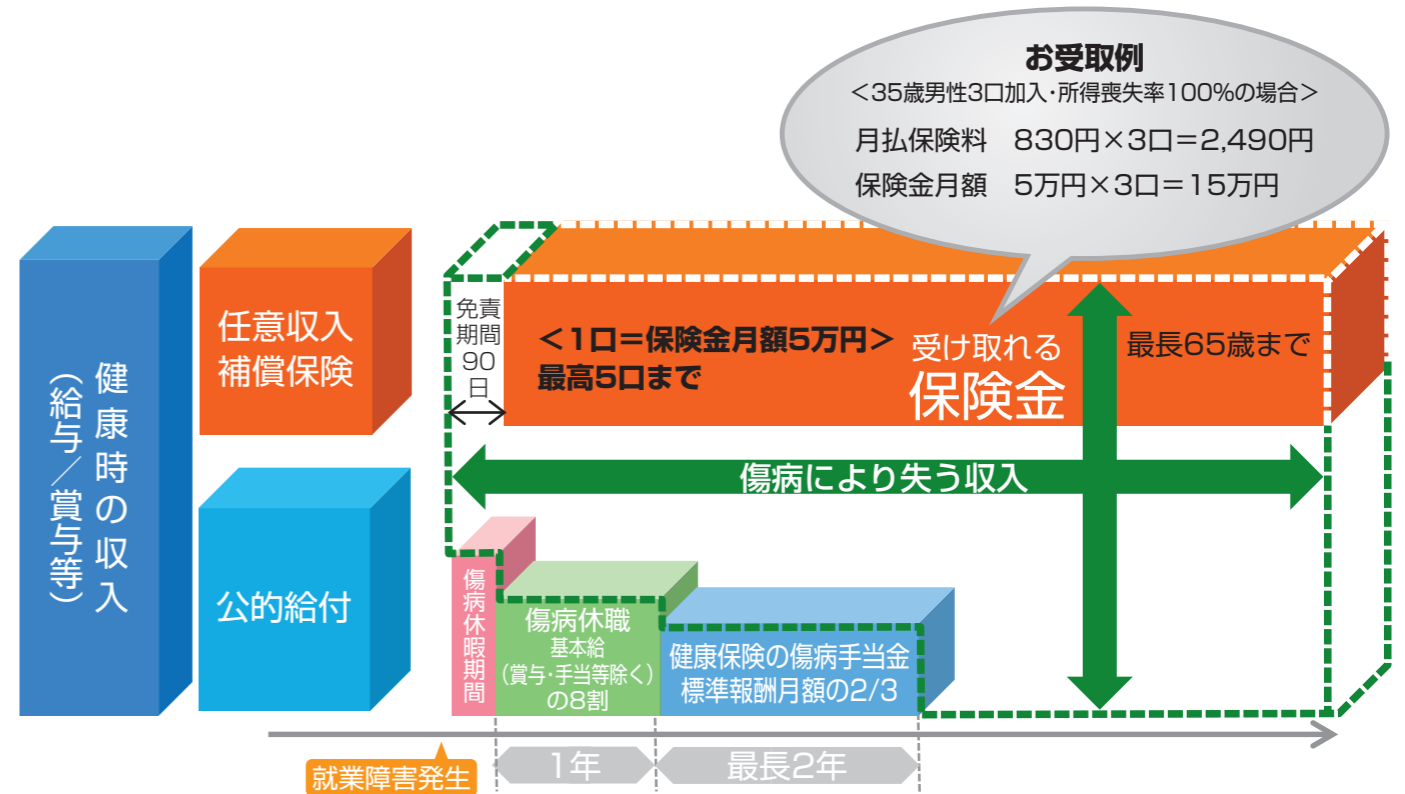 お受取例
＜35歳男性3口加入・所得喪失率100%の場合＞
月払保険料　830円×3口＝2,490円
保険金月額　5万円×3口＝15万円
健康時の収入
（給与／賞与等）
任意収入
補償保険
公的給付
免責
期間
90
日
＜1口＝保険金月額5万円＞
最高5口まで
受け取れる
保険金
最長65歳まで
傷病により失う収入
傷病休暇期間
傷病休職
基本給
（賞与・手当等除く）
の8割
健康保険の傷病手当金
標準報酬月額の2/3
就業障害発生
1年
最長2年